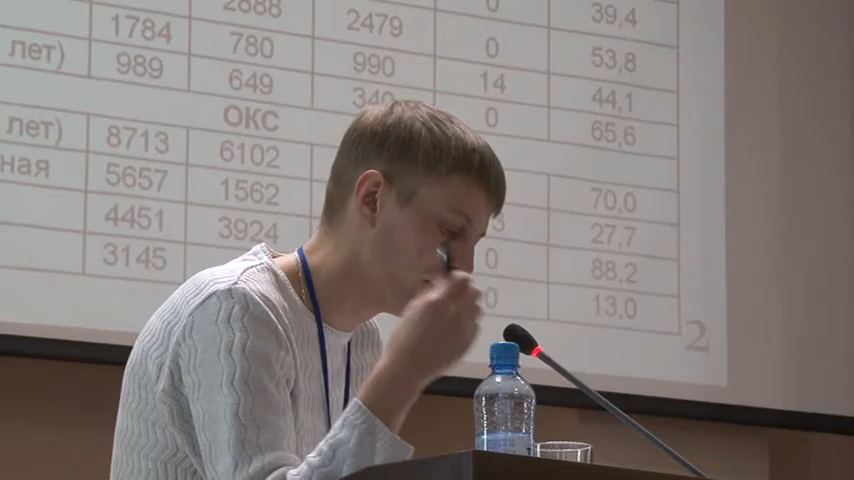 2888 39,4
лет) 1784 780 2479 0 53,8
989 649 990 14 44,1
ОКС 340 0 65,6
лет) 8713 6102
ная 5657 1564 70,0
4451 3924 27,7
3145 0 88,2
0 13,0
2